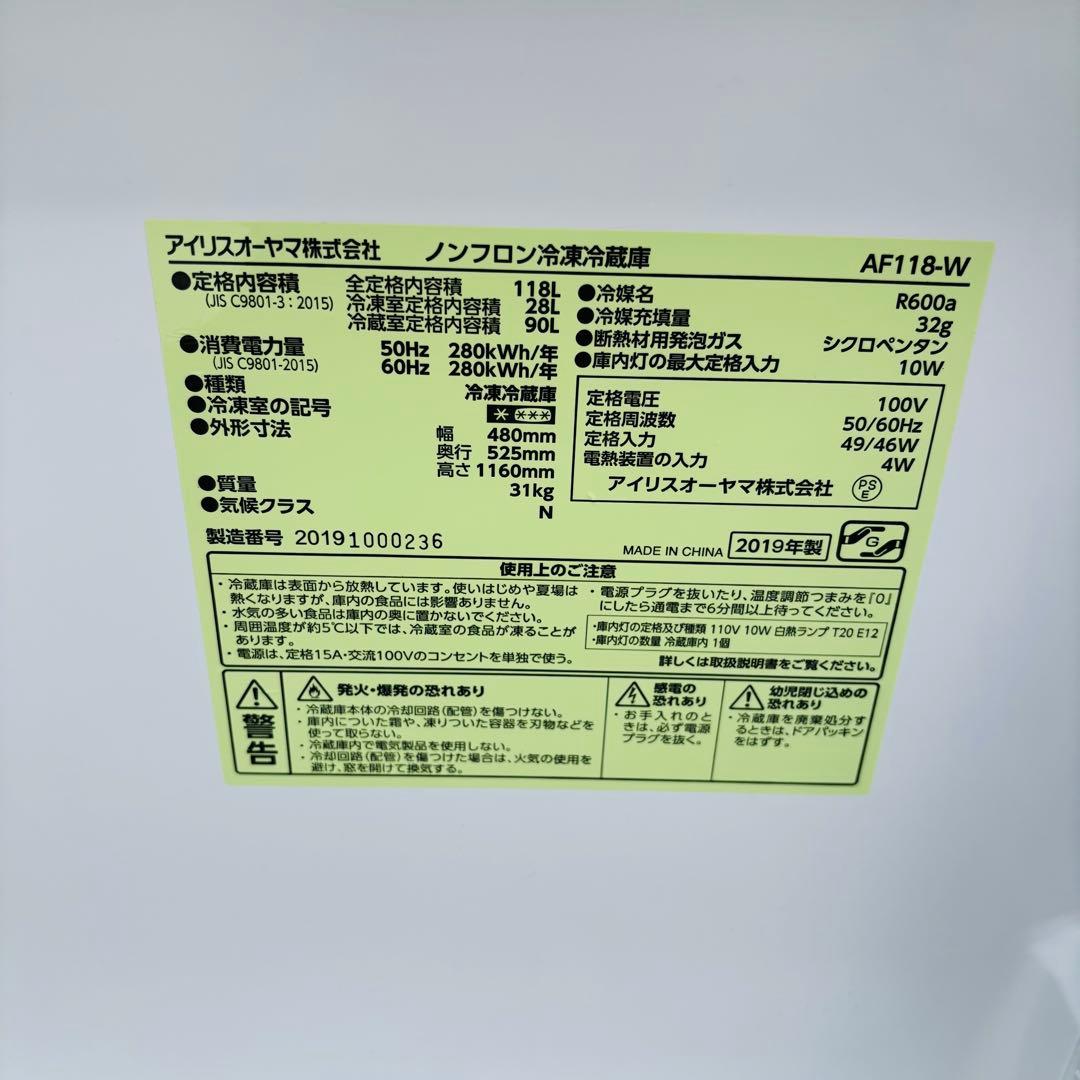 アイリスオーヤマ株式会社 ノンフロン冷凍冷蔵庫 AF118-W
●定格内容積 全定格内容積 118L
(JIS C9801-3：2015) 冷凍室定格内容積 28L
冷蔵室定格内容積 90L
●消費電力量 50Hz 280kWh/年
(JIS C9801-2015) 60Hz 280kWh/年
●種類 冷凍冷蔵庫
●冷凍室の記号 * ***
●外形寸法 幅 480mm
奥行 525mm
高さ 1160mm
●質量 31kg
●気候クラス N
●冷媒名 R600a
●冷媒充填量 32g
●断熱材用発泡ガス シクロペンタン
●庫内灯の最大定格入力 10W
定格電圧 100V
定格周波数 50/60Hz
定格入力 49/46W
電熱装置の入力 4W
アイリスオーヤマ株式会社 PSE
製造番号 20191000236 MADE IN CHINA 2019年製 G
使用上のご注意
・冷蔵庫は表面から放熱しています。使いはじめや夏場は
熱くなりますが、庫内の食品には影響ありません。
・水気の多い食品は庫内の奥に置かないでください。
・周囲温度が約5℃以下では、冷蔵室の食品が凍ることが
あります。
・電源は、定格15A・交流100Vのコンセントを単独で使う。
・電源プラグを抜いたり、温度調節つまみを『0』
にしたら通電まで6分間以上待ってください。
・庫内灯の定格及び種類 110V 10W 白熱ランプ T20 E12
・庫内灯の数量 冷蔵庫内 1個
詳しくは取扱説明書をご覧ください。
警告
発火・爆発の恐れあり
・冷蔵庫本体の冷却回路（配管）を傷つけない。
・庫内についた霜や、凍りついた容器を刃物などを
使って取らない。
・冷蔵庫内で電気製品を使用しない。
・冷却回路（配管）を傷つけた場合は、火気の使用を
避け、窓を開けて換気する。
感電の
恐れあり
・お手入れのと
きは、必ず電源
プラグを抜く。
幼児閉じ込めの
恐れあり
・冷蔵庫を廃棄処分す
るときは、ドアパッキン
をはずす。